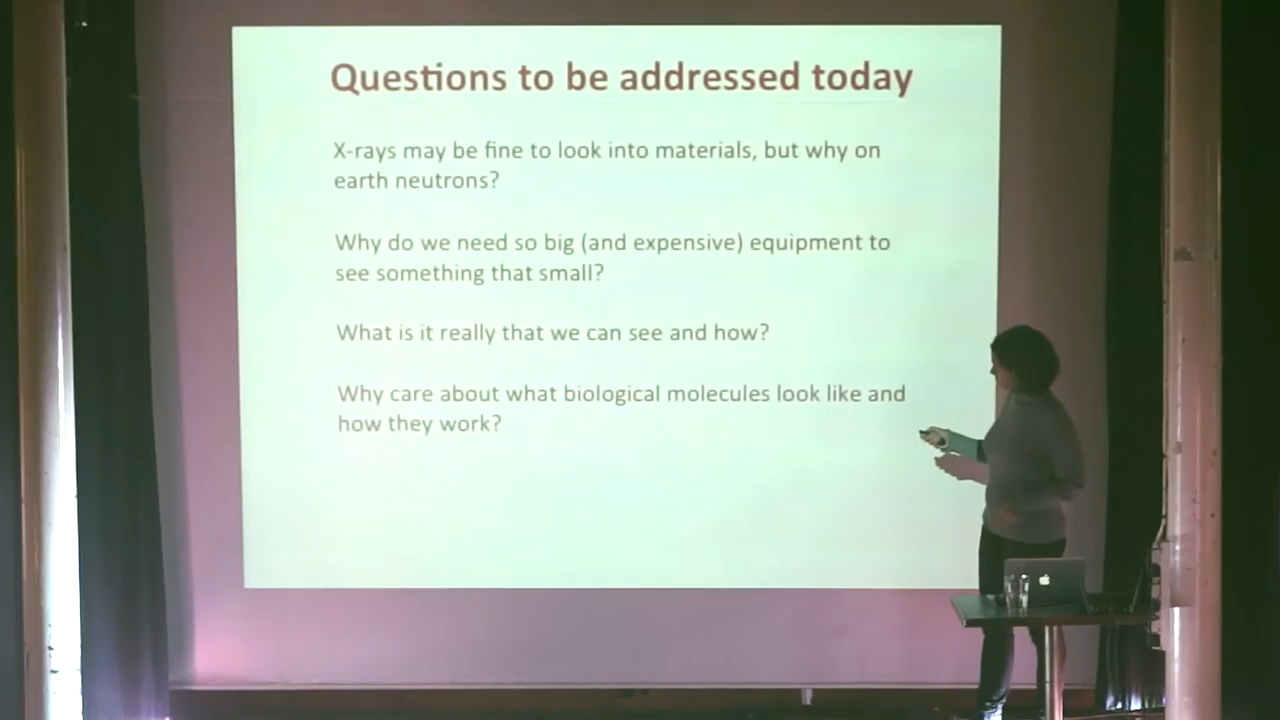 Questions to be addressed today
X-rays may be fine to look into materials, but why on
earth neutrons?
Why do we need so big (and expensive) equipment to
see something that small?
What is it really that we can see and how?
Why care about what biological molecules look like and
how they work?